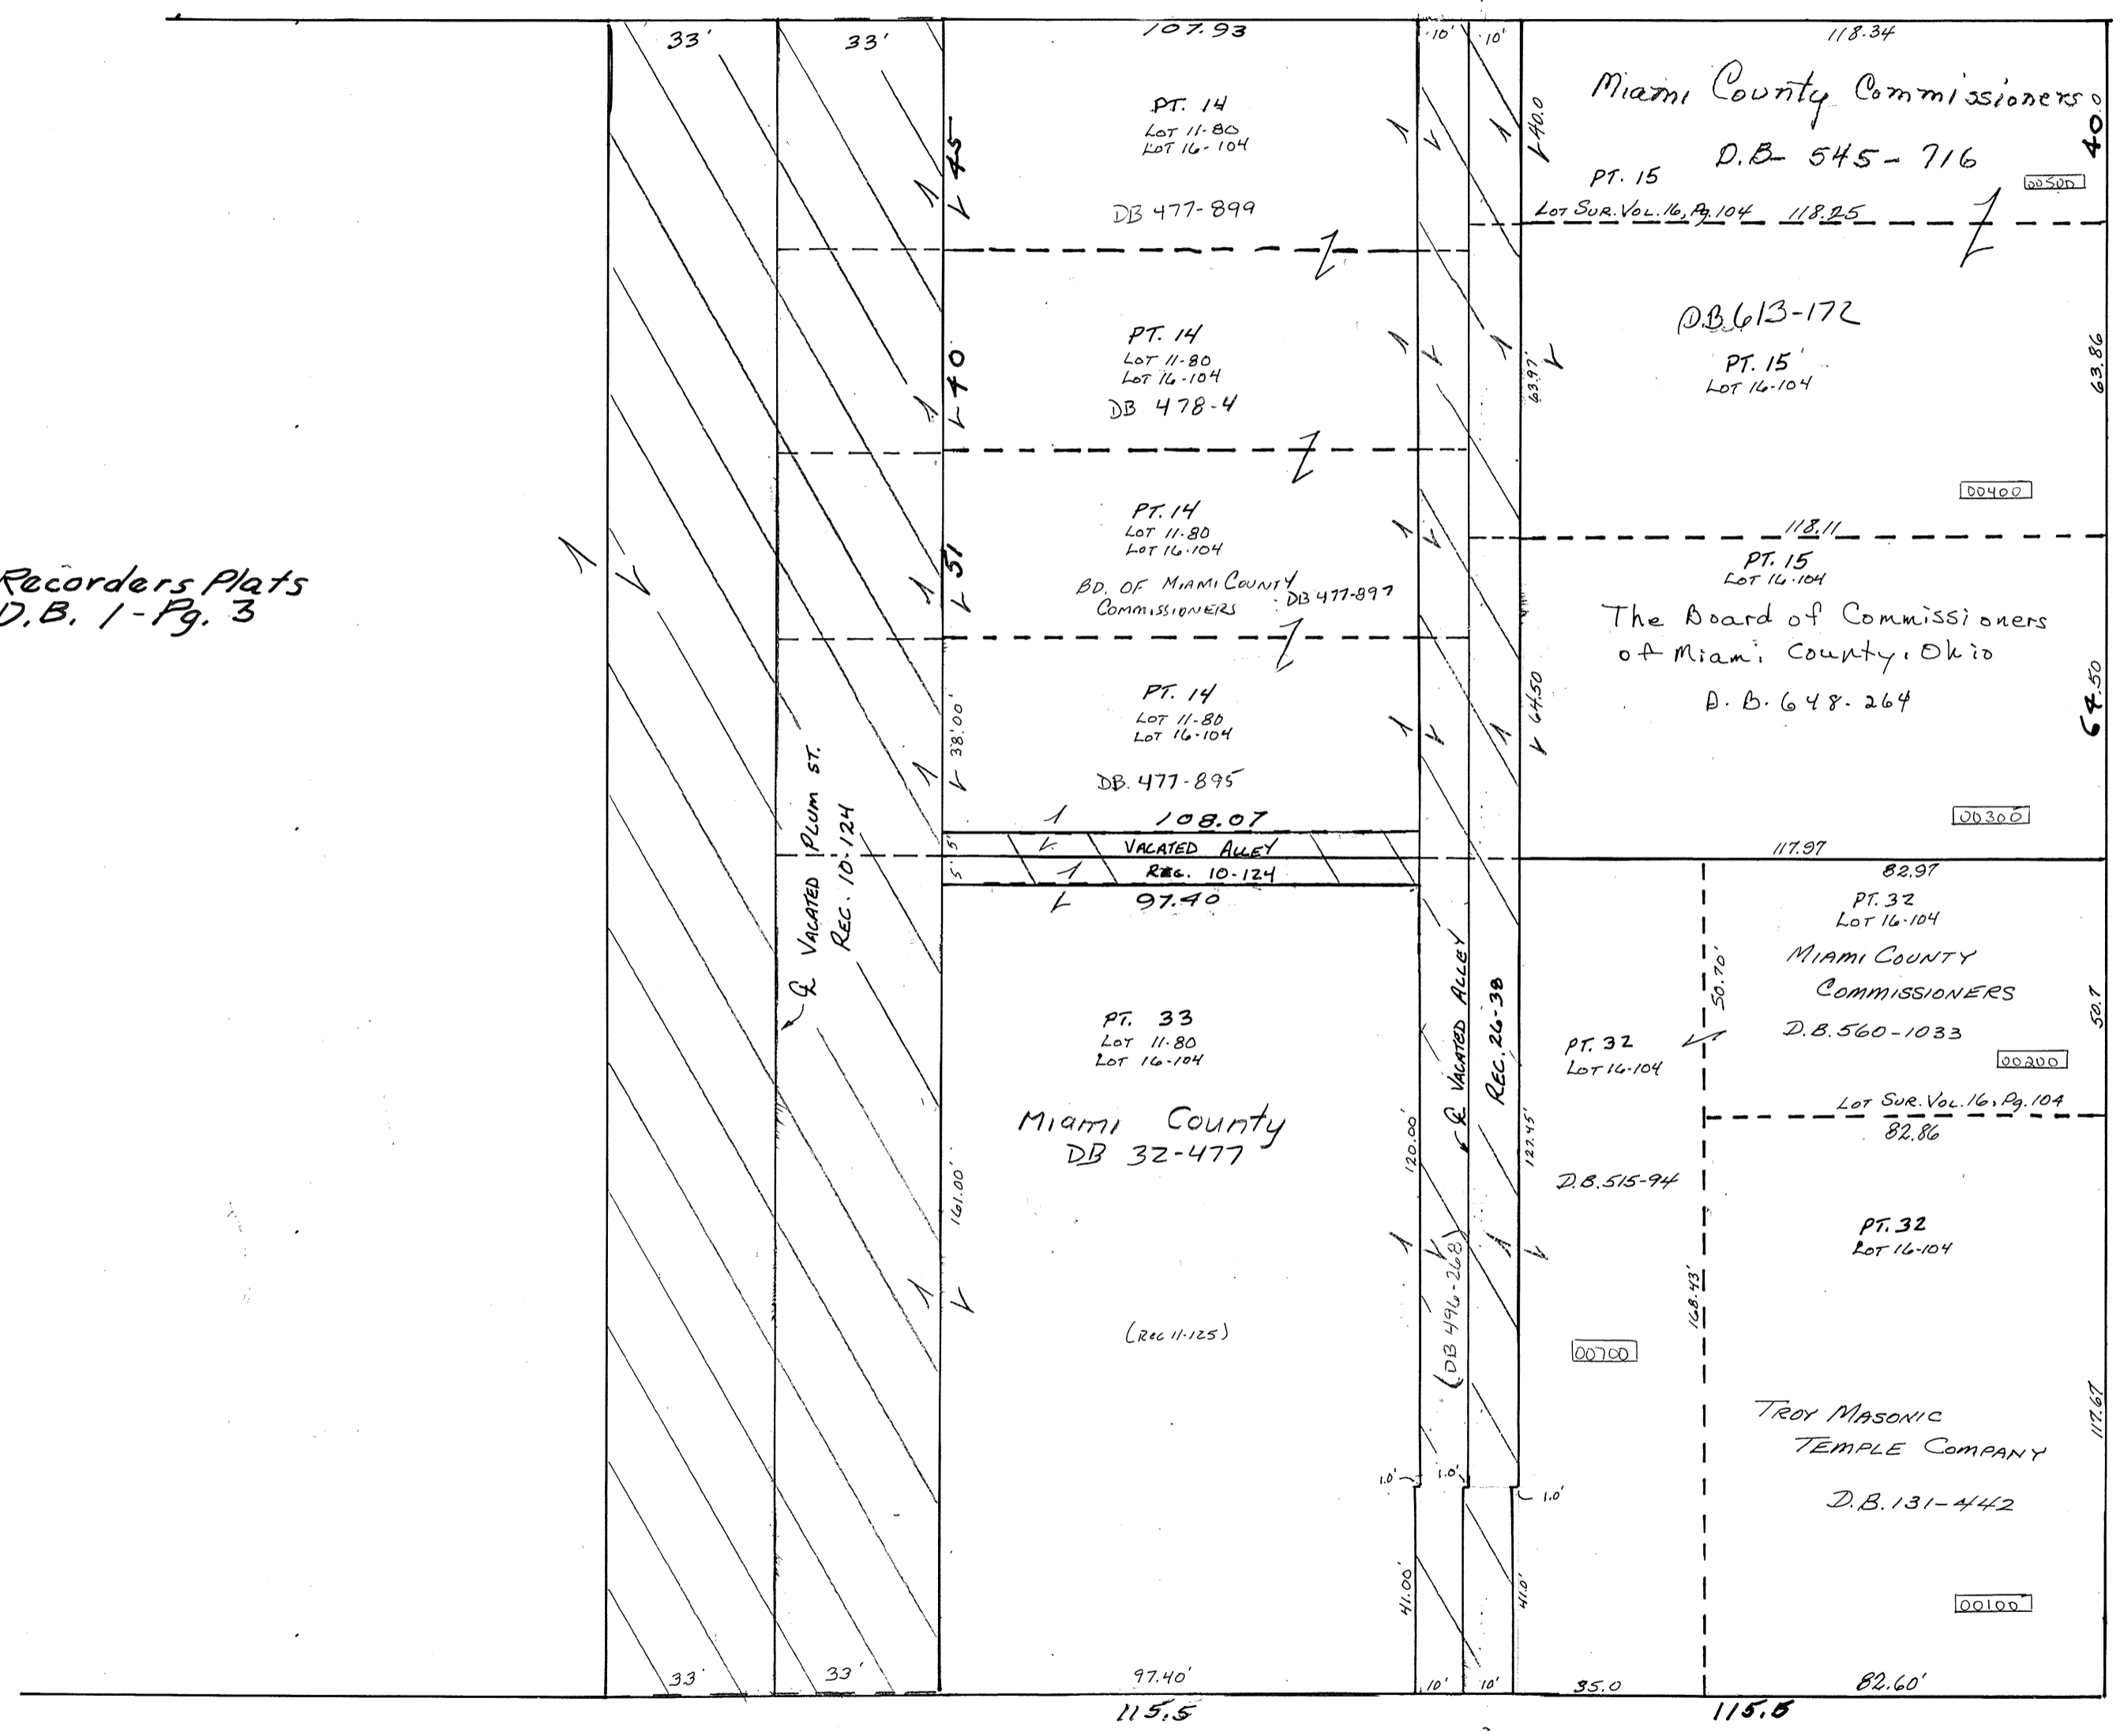 33'
33'
107.93
10'
10'
118.34
Miami County Commissioners
D.B- 545-716
PT. 15
00500
Lot Sur. Vol. 16, Pg. 104 118.25
40.0
40.0
PT. 14
Lot 11-80
Lot 16-104
DB 477-899
45
PT. 14
Lot 11-80
Lot 16-104
DB 478-4
40
D.B. 613-172
PT. 15
Lot 16-104
63.97'
63.86
00400
118.11
PT. 14
Lot 11-80
Lot 16-104
BD. OF MIAMI COUNTY
COMMISSIONERS DB 477-897
51
PT. 15
Lot 16-104
The Board of Commissioners
of Miami County, Ohio
D.B. 648-264
64.50
64.50
00300
117.97
Recorders Plats
D.B. 1-Pg. 3
PT. 14
Lot 11-80
Lot 16-104
DB. 477-895
38.00'
108.07
5'
VACATED ALLEY
5'
REC. 10-124
97.40
℄ VACATED PLUM ST.
REC. 10-124
PT. 33
Lot 11-80
Lot 16-104
Miami County
DB 32-477
161.00'
(Rec 11-125)
℄ VACATED ALLEY
REC. 26-38
(DB 496-268)
120.00'
122.45'
82.97
PT. 32
Lot 16-104
MIAMI COUNTY
COMMISSIONERS
D.B. 560-1033
50.70'
50.7
00200
Lot Sur. Vol. 16, Pg. 104
82.86
PT. 32
Lot 16-104
D.B. 515-94
00700
168.43'
PT. 32
Lot 16-104
TROY MASONIC
TEMPLE COMPANY
D.B. 131-442
117.67
00100
1.0'
1.0'
1.0'
41.00'
41.0'
33'
33'
97.40'
10'
10'
35.0
82.60'
115.5
115.5